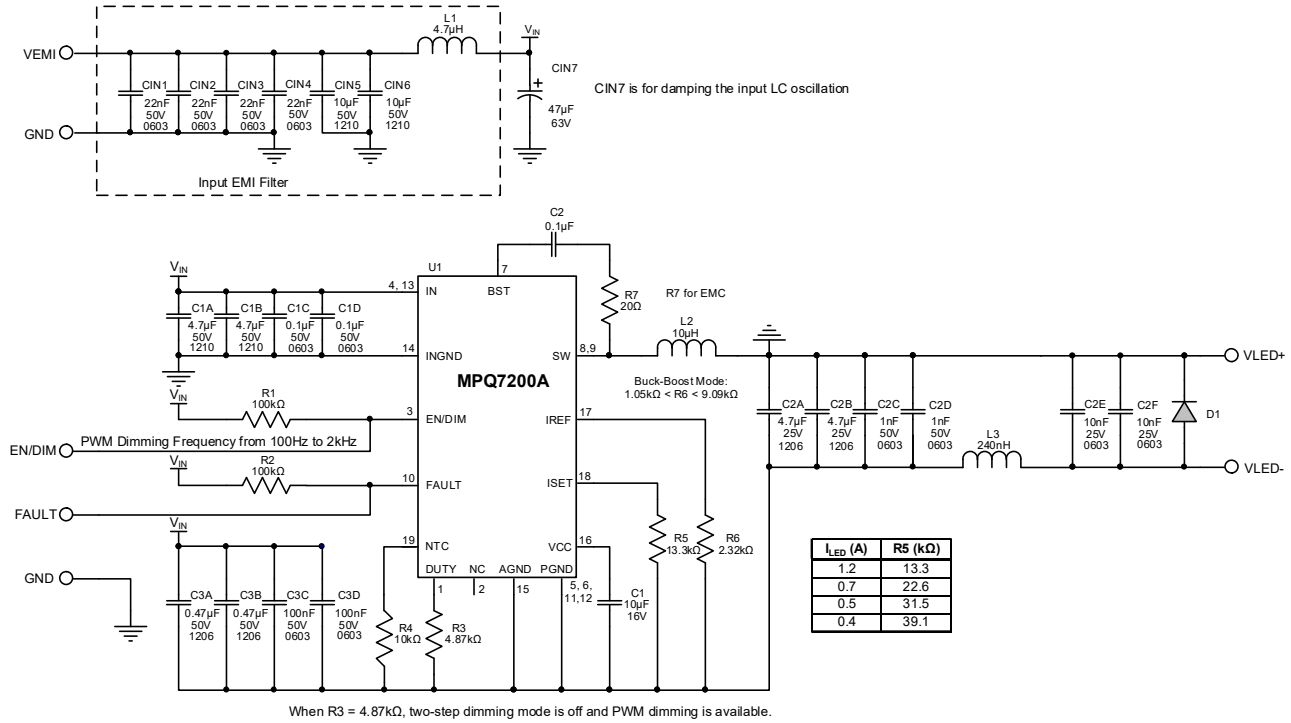 L1
4.7µH
VIN
VEMI
CIN1
22nF
50V
0603
CIN2
22nF
50V
0603
CIN3
22nF
50V
0603
CIN4
22nF
50V
0603
CIN5
10µF
50V
1210
CIN6
10µF
50V
1210
CIN7
+
47µF
63V
CIN7 is for damping the input LC oscillation
GND
Input EMI Filter
C2
0.1µF
U1
7
BST
R7
20Ω
R7 for EMC
VIN
4, 13
IN
C1A
4.7µF
50V
1210
C1B
4.7µF
50V
1210
C1C
0.1µF
50V
0603
C1D
0.1µF
50V
0603
14
INGND
SW
8,9
L2
10µH
VLED+
MPQ7200A
Buck-Boost Mode:
1.05kΩ < R6 < 9.09kΩ
VIN
R1
100kΩ
3
EN/DIM
IREF
17
EN/DIM
PWM Dimming Frequency from 100Hz to 2kHz
C2A
4.7µF
25V
1206
C2B
4.7µF
25V
1206
C2C
1nF
50V
0603
C2D
1nF
50V
0603
L3
240nH
C2E
10nF
25V
0603
C2F
10nF
25V
0603
D1
VLED-
VIN
R2
100kΩ
10
FAULT
ISET
18
FAULT
VIN
19
NTC
VCC
16
R5
13.3kΩ
R6
2.32kΩ
GND
DUTY
NC
AGND
PGND
1
2
15
5, 6,
11,12
C3A
0.47µF
50V
1206
C3B
0.47µF
50V
1206
C3C
100nF
50V
0603
C3D
100nF
50V
0603
R4
10kΩ
R3
4.87kΩ
C1
10µF
16V
ILED (A) R5 (kΩ)
1.2 13.3
0.7 22.6
0.5 31.5
0.4 39.1
When R3 = 4.87kΩ, two-step dimming mode is off and PWM dimming is available.